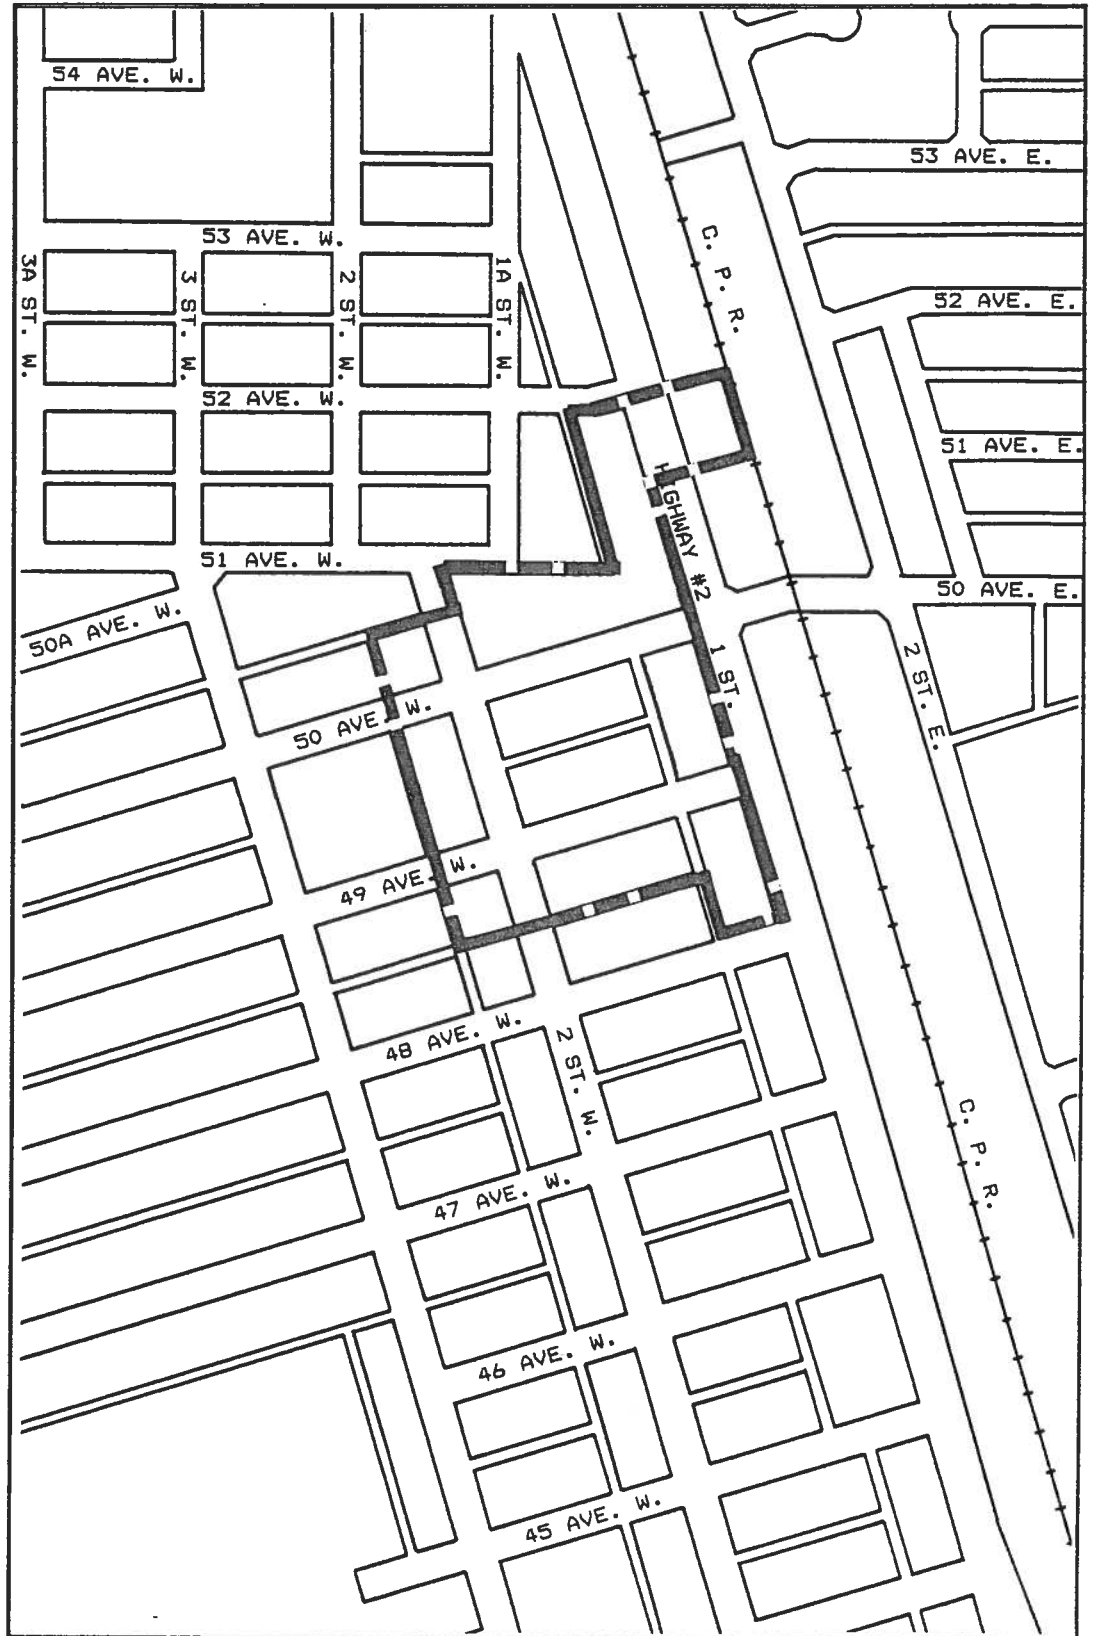 54 AVE. W.
53 AVE. E.
C. P. R.
53 AVE. W.
3A ST. W.
3 ST. W.
2 ST. W.
1A ST. W.
52 AVE. E.
52 AVE. W.
51 AVE. E.
HIGHWAY #2
51 AVE. W.
50 AVE. E.
50A AVE. W.
1 ST.
2 ST. E.
50 AVE. W.
49 AVE. W.
48 AVE. W.
2 ST. W.
C. P. R.
47 AVE. W.
46 AVE. W.
45 AVE. W.